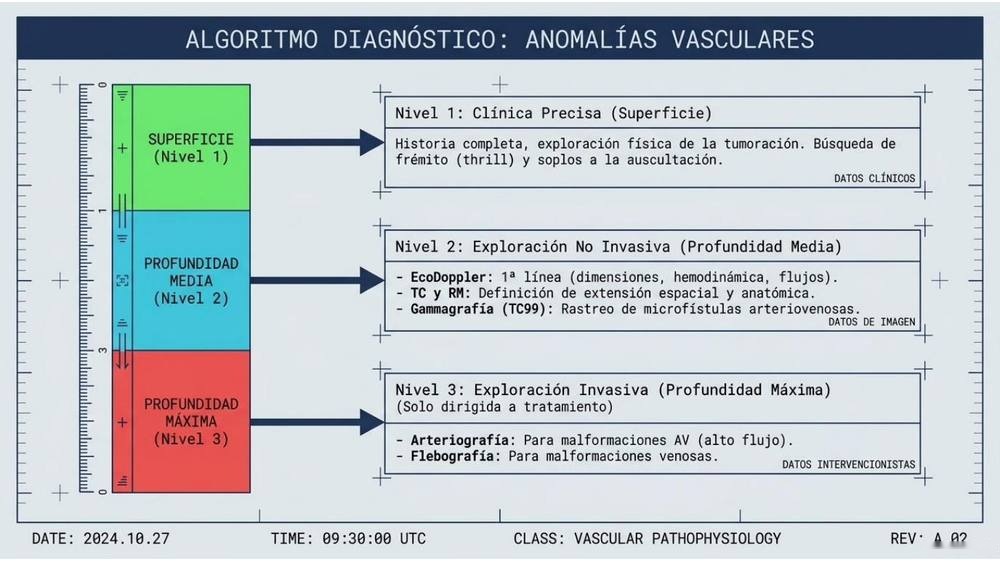 ALGORITMO DIAGNÓSTICO: ANOMALÍAS VASCULARES
0
SUPERFICIE
(Nivel 1)
1
PROFUNDIDAD
MEDIA
(Nivel 2)
3
PROFUNDIDAD
MÁXIMA
(Nivel 3)
0
Nivel 1: Clínica Precisa (Superficie)
Historia completa, exploración física de la tumoración. Búsqueda de
frémito (thrill) y soplos a la auscultación.
DATOS CLÍNICOS
Nivel 2: Exploración No Invasiva (Profundidad Media)
- EcoDoppler: 1ª línea (dimensiones, hemodinámica, flujos).
- TC y RM: Definición de extensión espacial y anatómica.
- Gammagrafía (TC99): Rastreo de microfístulas arteriovenosas.
DATOS DE IMAGEN
Nivel 3: Exploración Invasiva (Profundidad Máxima)
(Solo dirigida a tratamiento)
- Arteriografía: Para malformaciones AV (alto flujo).
- Flebografía: Para malformaciones venosas.
DATOS INTERVENCIONISTAS
DATE: 2024.10.27 TIME: 09:30:00 UTC CLASS: VASCULAR PATHOPHYSIOLOGY REV: